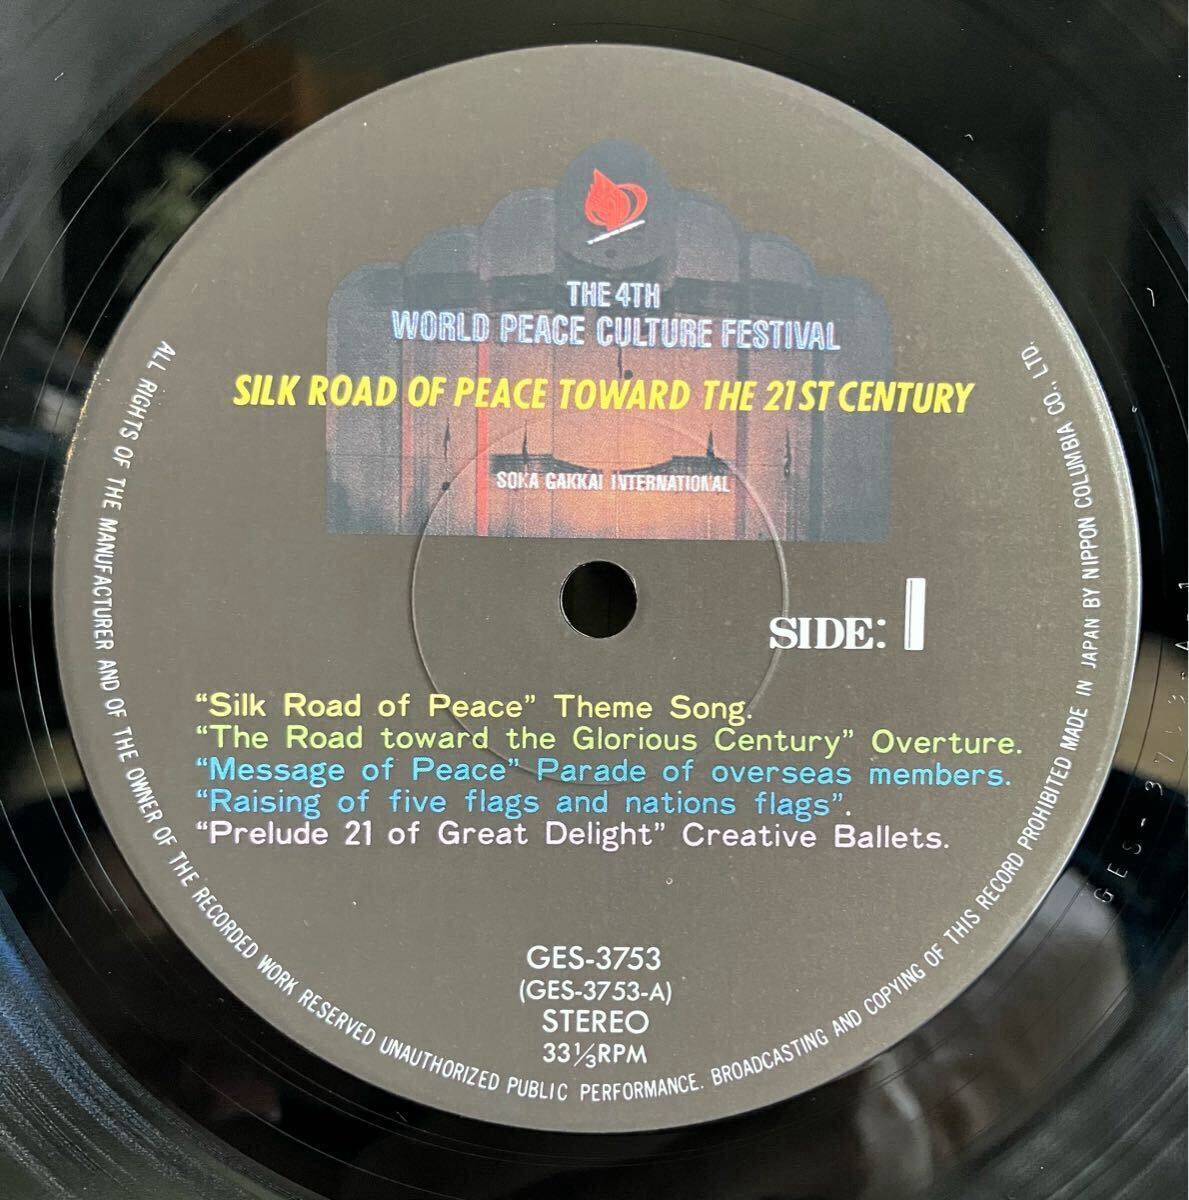 THE 4TH
WORLD PEACE CULTURE FESTIVAL
SILK ROAD OF PEACE TOWARD THE 21ST CENTURY
SOKA GAKKAI INTERNATIONAL
SIDE: 1
“Silk Road of Peace” Theme Song.
“The Road toward the Glorious Century” Overture.
“Message of Peace” Parade of overseas members.
“Raising of five flags and nations flags”.
“Prelude 21 of Great Delight” Creative Ballets.
GES-3753
(GES-3753-A)
STEREO
33⅓RPM
ALL RIGHTS OF THE MANUFACTURER AND OF THE OWNER OF THE RECORDED WORK RESERVED UNAUTHORIZED PUBLIC PERFORMANCE. BROADCASTING AND COPYING OF THIS RECORD PROHIBITED MADE IN JAPAN BY NIPPON COLUMBIA CO., LTD.
GES-3753-A-1